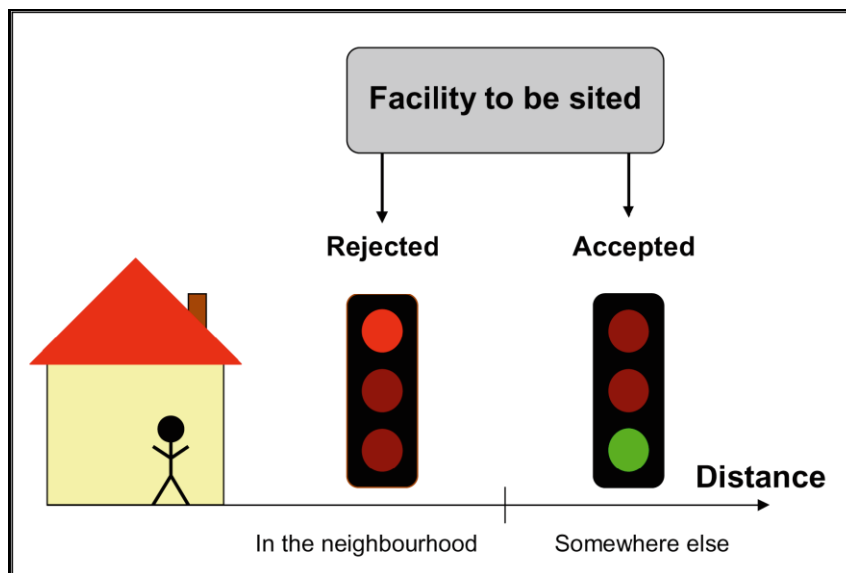 Facility to be sited
Rejected
Accepted
Distance
In the neighbourhood
Somewhere else